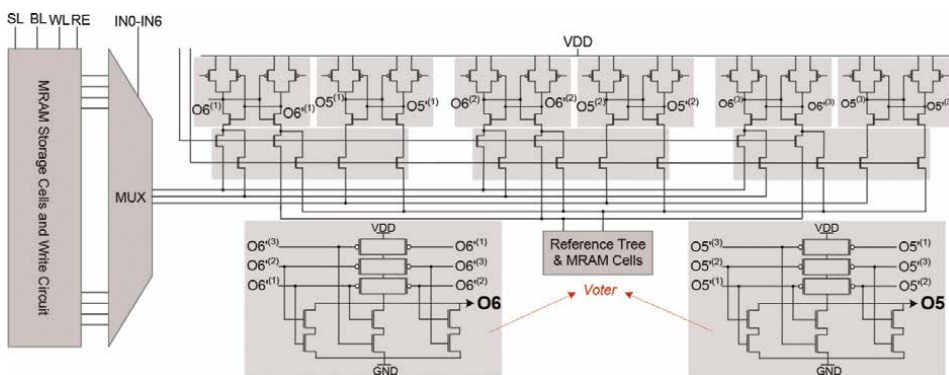 SL BL WL RE IN0-IN6
VDD
O6(1) O6'(1) O5(1) O5'(1) O6(2) O6'(2) O5(2) O5'(2) O6(3) O6'(3) O5(3) O5'(3)
MRAM Storage Cells and Write Circuit
MUX
VDD
O6'(3) O6'(1)
O6'(2) O6'(3)
O6'(1) O6'(2)
O6
GND
Reference Tree
& MRAM Cells
Voter
VDD
O5'(3) O5'(1)
O5'(2) O5'(3)
O5'(1) O5'(2)
O5
GND